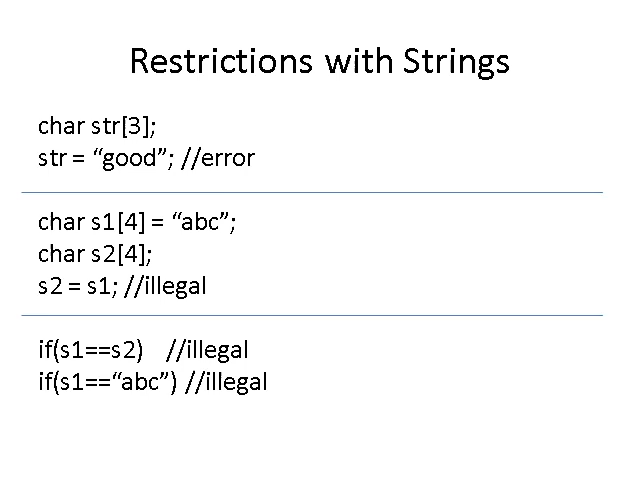 Restrictions with Strings
char str[3];
str = “good”; //error
char s1[4] = “abc”;
char s2[4];
s2 = s1; //illegal
if(s1==s2) //illegal
if(s1==“abc”) //illegal